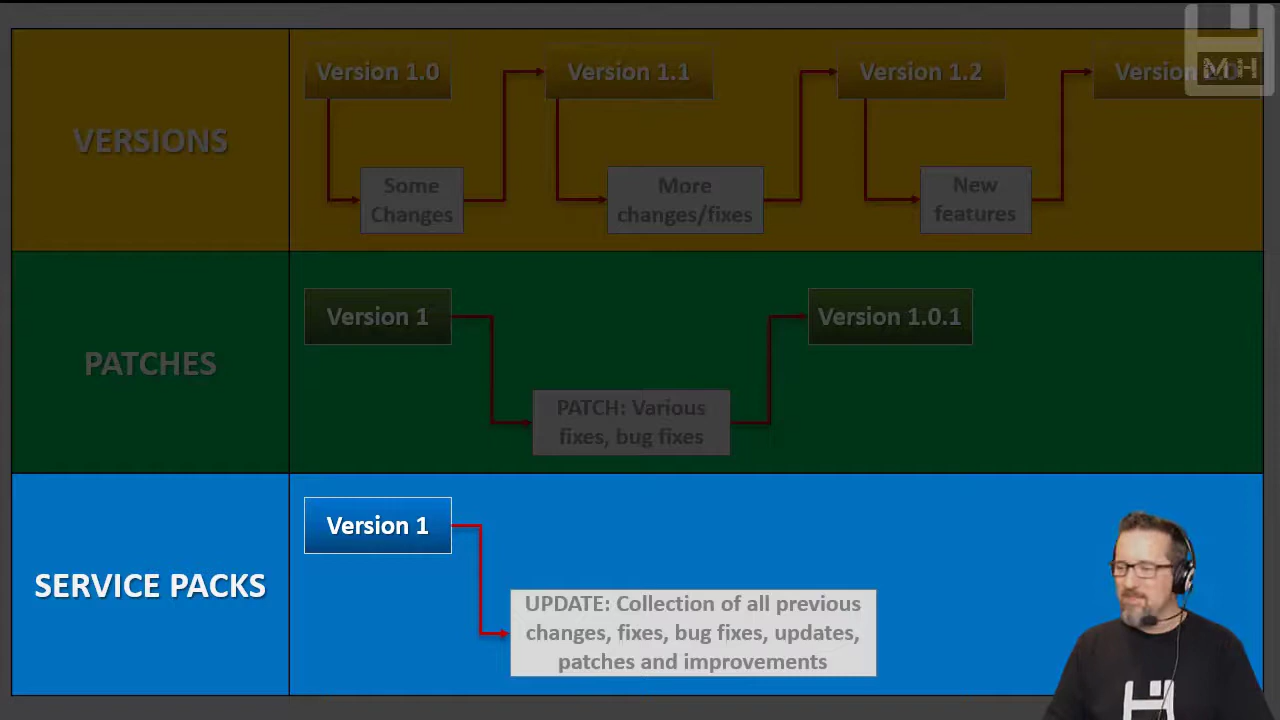 VERSIONS
Version 1.0
Version 1.1
Version 1.2
Version
MH
Some
Changes
More
changes/fixes
New
features
PATCHES
Version 1
Version 1.0.1
PATCH: Various
fixes, bug fixes
SERVICE PACKS
Version 1
UPDATE: Collection of all previous
changes, fixes, bug fixes, updates,
patches and improvements